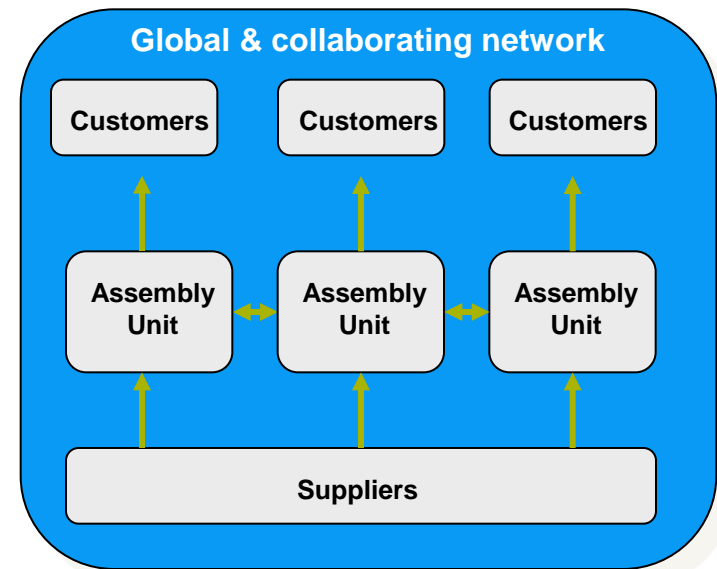 Global & collaborating network
Customers
Customers
Customers
Assembly
Unit
Assembly
Unit
Assembly
Unit
Suppliers